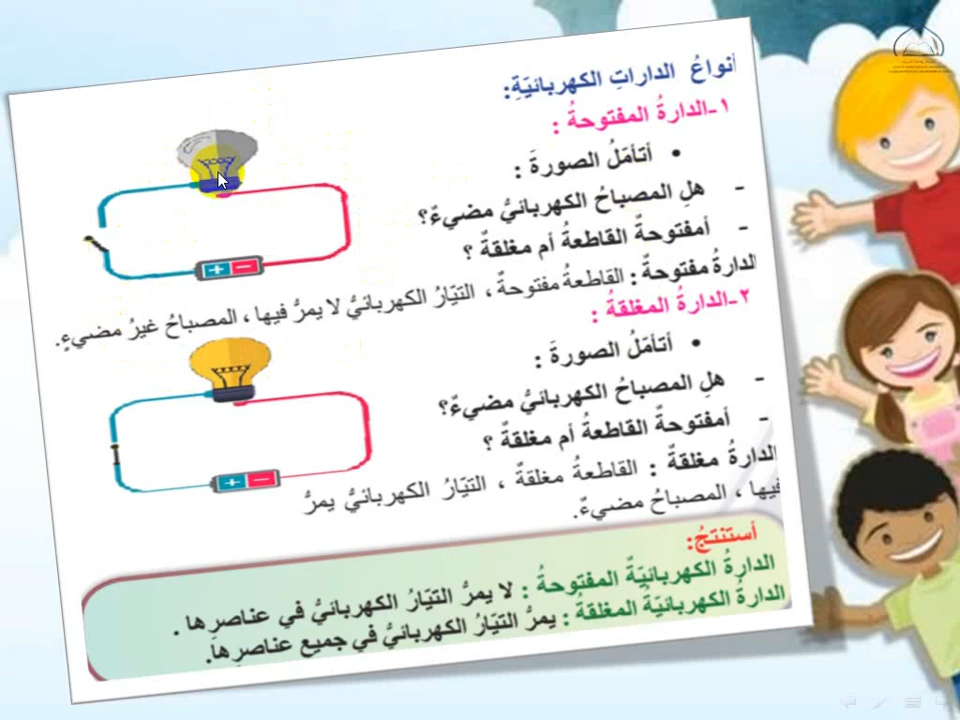 أنواعُ الداراتِ الكهربائيّةِ:
١-الدارةُ المفتوحةُ :
• أتأمّلُ الصورةَ :
- هلِ المصباحُ الكهربائيُّ مضيءٌ؟
- أمفتوحةٌ القاطعةُ أم مغلقةٌ ؟
لدارةُ مفتوحةٌ : القاطعةُ مفتوحةٌ ، التيّارُ الكهربائيُّ لا يمرُّ فيها ، المصباحُ غيرُ مضيءٍ.
٢-الدارةُ المغلقةُ :
• أتأمّلُ الصورةَ :
- هلِ المصباحُ الكهربائيُّ مضيءٌ؟
- أمفتوحةٌ القاطعةُ أم مغلقةٌ ؟
الدارةُ مغلقةٌ : القاطعةُ مغلقةٌ ، التيّارُ الكهربائيُّ يمرُّ
فيها ، المصباحُ مضيءٌ.
أستنتجُ:
الدارةُ الكهربائيّةُ المفتوحةُ : لا يمرُّ التيّارُ الكهربائيُّ في عناصرِها .
الدارةُ الكهربائيّةُ المغلقةُ : يمرُّ التيّارُ الكهربائيُّ في جميع عناصرِها.